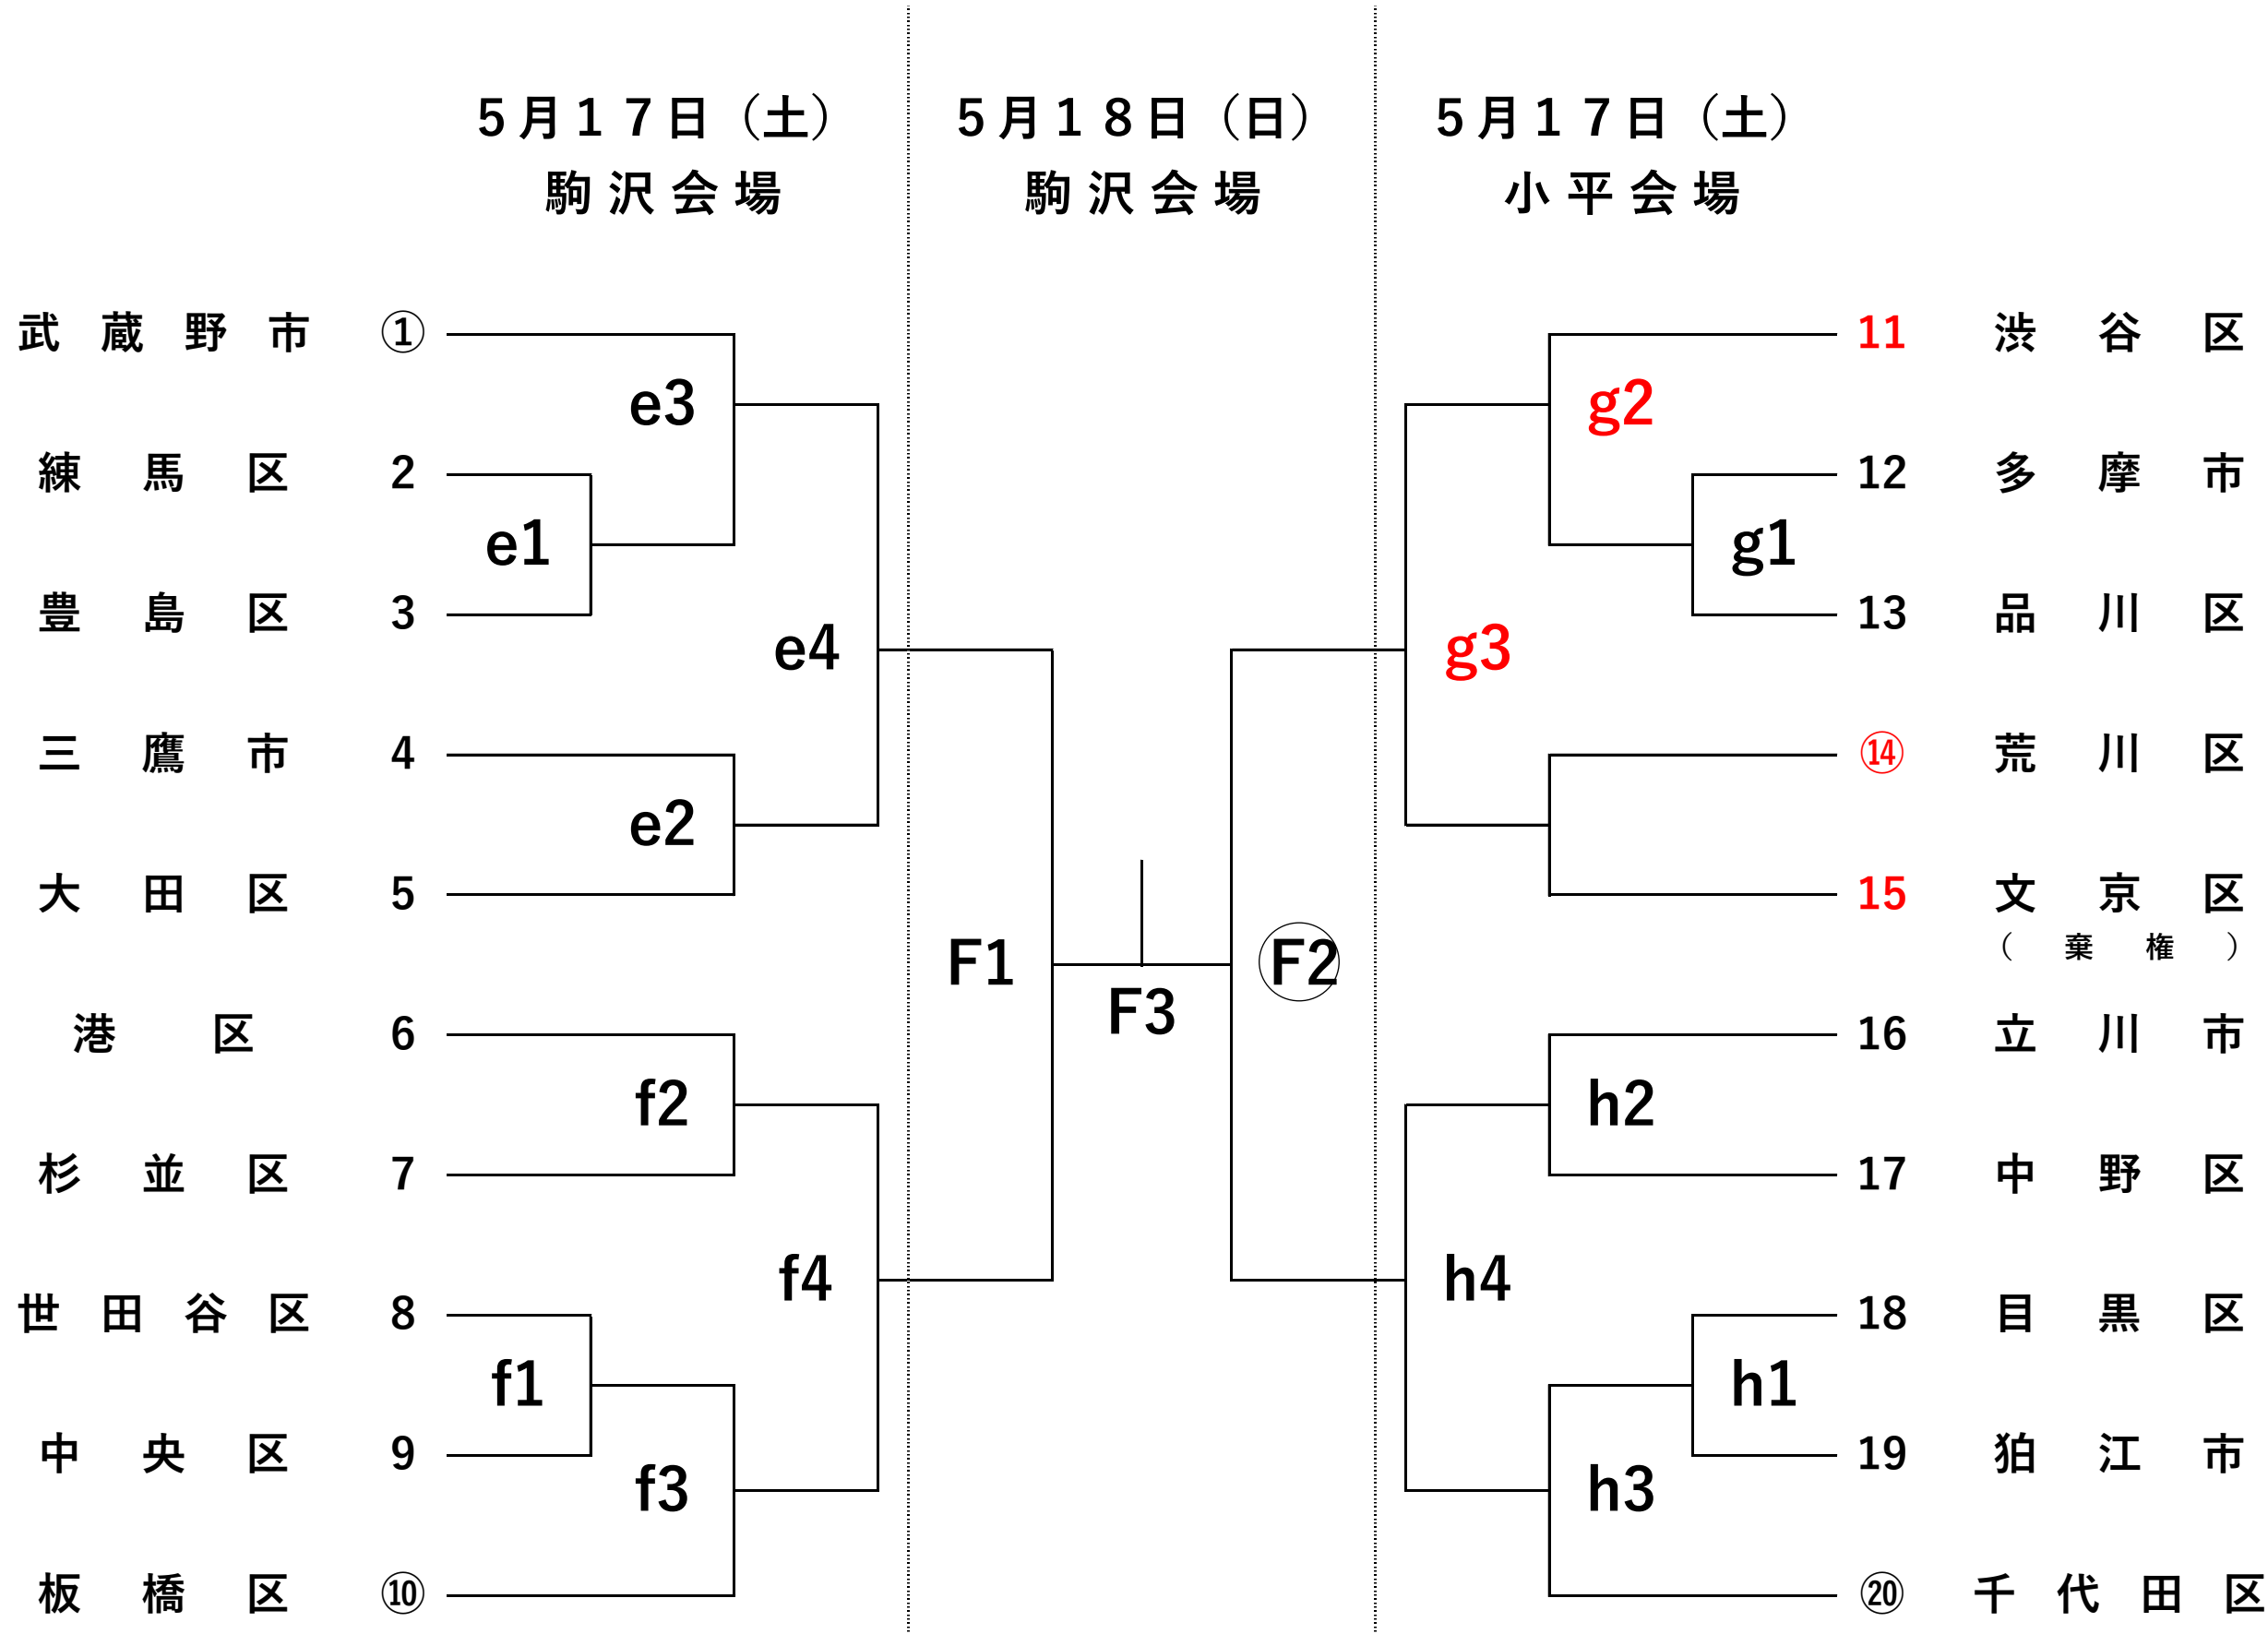 5月17日（土） 5月18日（日） 5月17日（土）
駒沢会場 駒沢会場 小平会場
武蔵野市 ① 11 渋谷区
e3 g2
練馬区 2 12 多摩市
e1 g1
豊島区 3 13 品川区
e4 g3
三鷹市 4 ⑭ 荒川区
e2
大田区 5 15 文京区
（棄権）
F1 F2
F3
港区 6 16 立川市
f2 h2
杉並区 7 17 中野区
f4 h4
世田谷区 8 18 目黒区
f1 h1
中央区 9 19 狛江市
f3 h3
板橋区 ⑩ ⑳ 千代田区